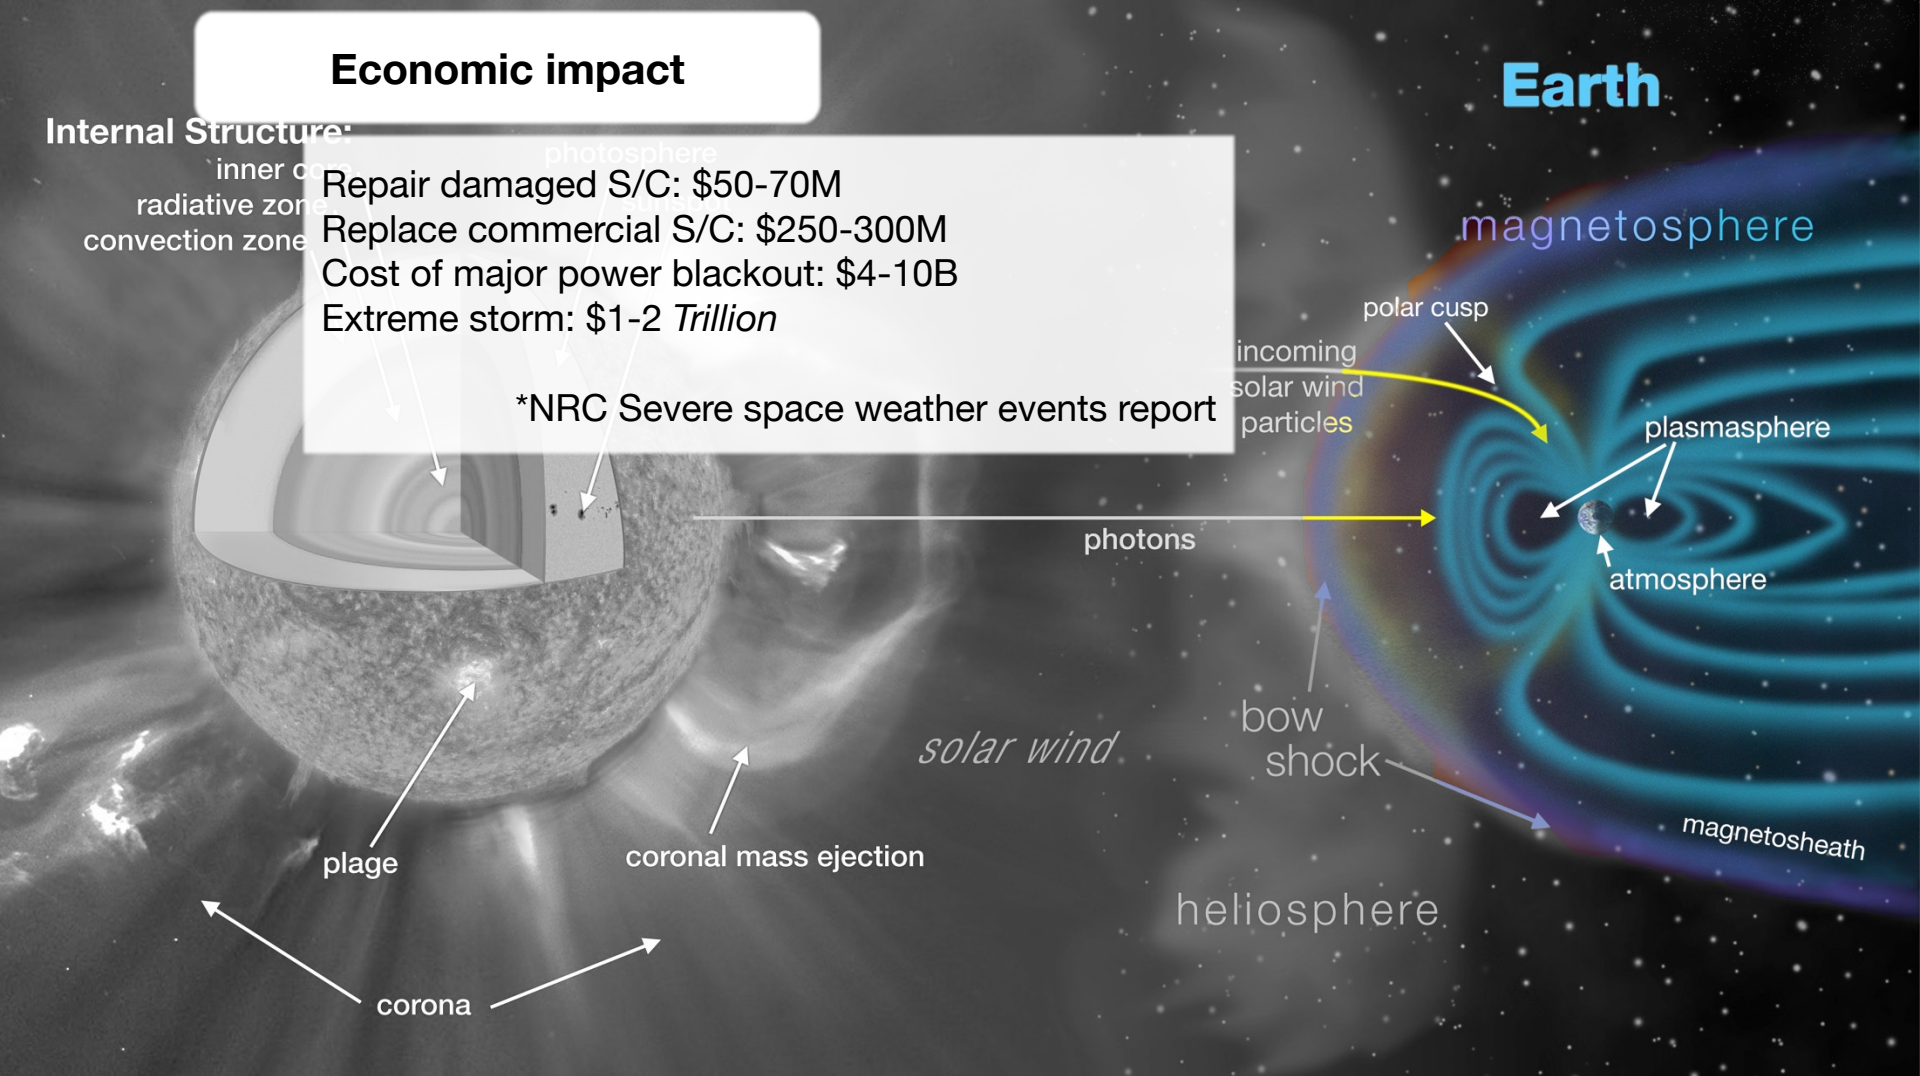 Economic impact
Earth
Internal Structure:
inner core
radiative zone
convection zone
photosphere
sunspot
Repair damaged S/C: $50-70M
Replace commercial S/C: $250-300M
Cost of major power blackout: $4-10B
Extreme storm: $1-2 Trillion
*NRC Severe space weather events report
magnetosphere
polar cusp
incoming
solar wind
particles
plasmasphere
photons
atmosphere
bow
shock
solar wind
magnetosheath
plage
coronal mass ejection
heliosphere
corona